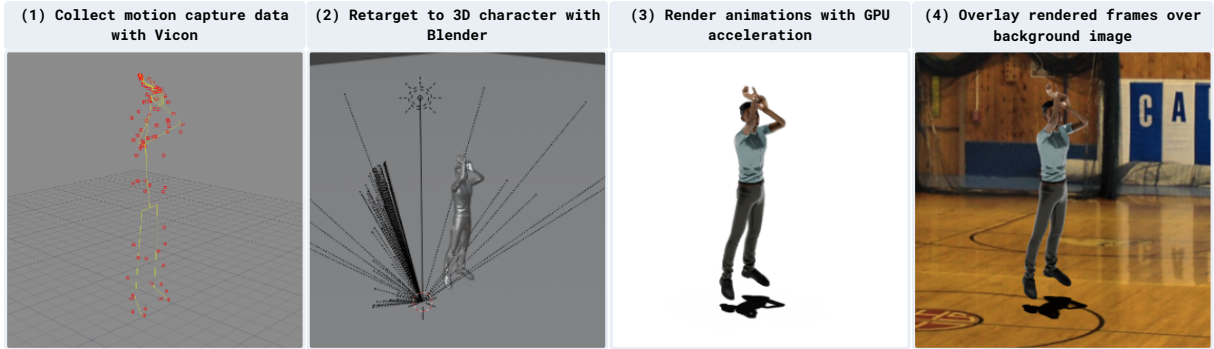 (1) Collect motion capture data
with Vicon
(2) Retarget to 3D character with
Blender
(3) Render animations with GPU
acceleration
(4) Overlay rendered frames over
background image
CA